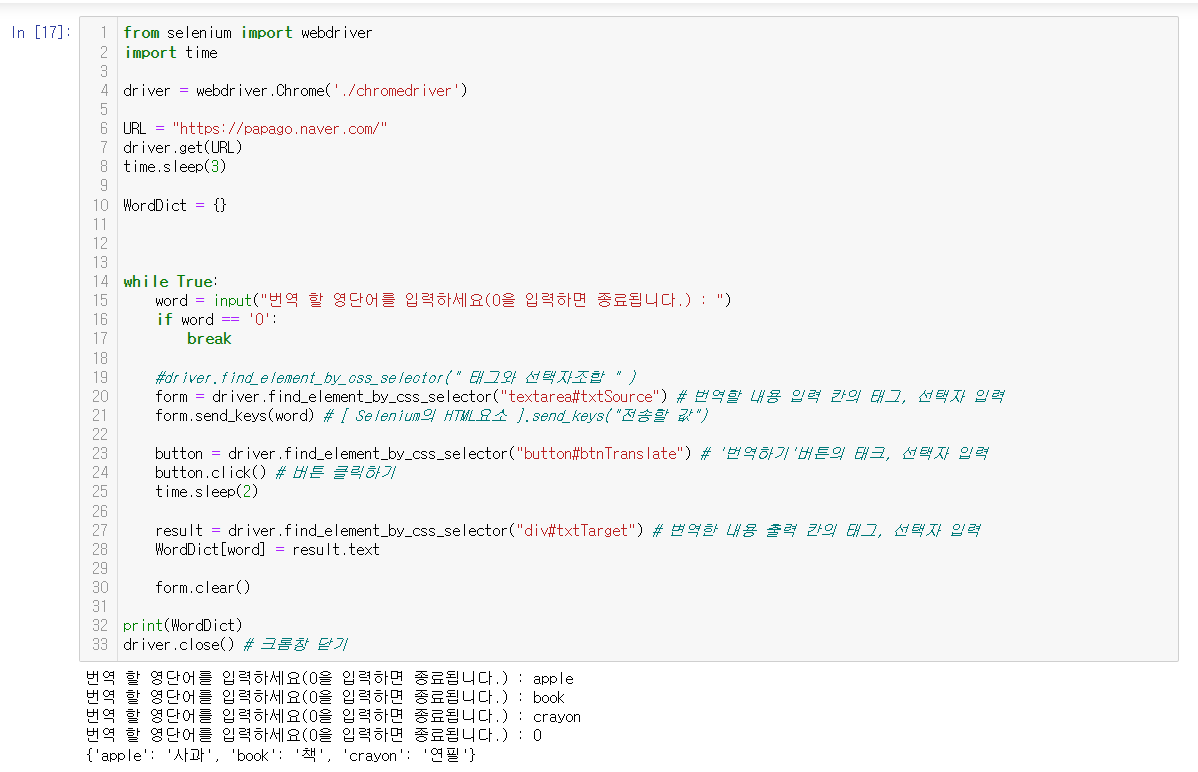 In [17]:
1 from selenium import webdriver
2 import time
3
4 driver = webdriver.Chrome('./chromedriver')
5
6 URL = "https://papago.naver.com/"
7 driver.get(URL)
8 time.sleep(3)
9
10 WordDict = {}
11
12
13
14 while True:
15     word = input("번역 할 영단어를 입력하세요(0을 입력하면 종료됩니다.) : ")
16     if word == '0':
17         break
18
19     #driver.find_element_by_css_selector(" 태그와 선택자조합 " )
20     form = driver.find_element_by_css_selector("textarea#txtSource") # 번역할 내용 입력 칸의 태그, 선택자 입력
21     form.send_keys(word) # [ Selenium의 HTML요소 ].send_keys("전송할 값")
22
23     button = driver.find_element_by_css_selector("button#btnTranslate") # '번역하기'버튼의 태크, 선택자 입력
24     button.click() # 버튼 클릭하기
25     time.sleep(2)
26
27     result = driver.find_element_by_css_selector("div#txtTarget") # 번역한 내용 출력 칸의 태그, 선택자 입력
28     WordDict[word] = result.text
29
30     form.clear()
31
32 print(WordDict)
33 driver.close() # 크롬창 닫기
번역 할 영단어를 입력하세요(0을 입력하면 종료됩니다.) : apple
번역 할 영단어를 입력하세요(0을 입력하면 종료됩니다.) : book
번역 할 영단어를 입력하세요(0을 입력하면 종료됩니다.) : crayon
번역 할 영단어를 입력하세요(0을 입력하면 종료됩니다.) : 0
{'apple': '사과', 'book': '책', 'crayon': '연필'}